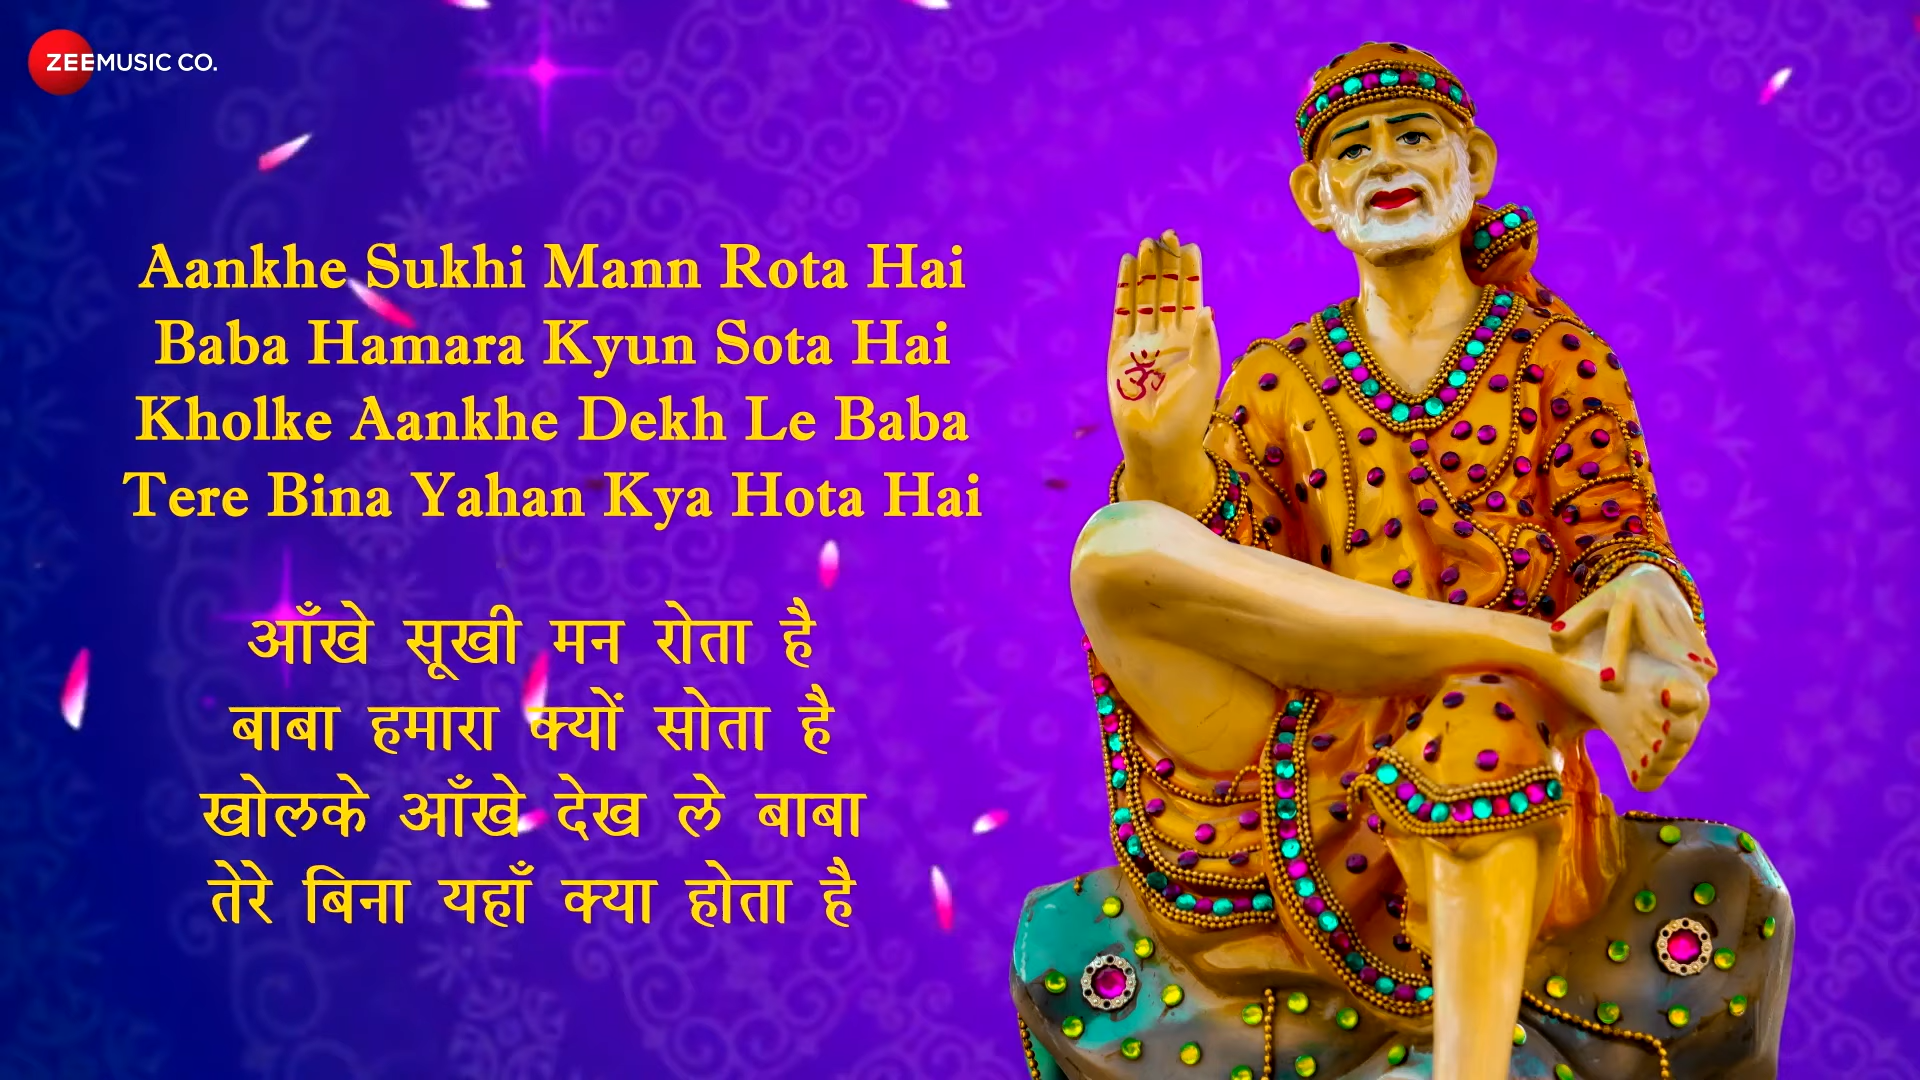 ZEEMUSIC CO.
Aankhe Sukhi Mann Rota Hai
Baba Hamara Kyun Sota Hai
Kholke Aankhe Dekh Le Baba
Tere Bina Yahan Kya Hota Hai
आँखे सूखी मन रोता है
बाबा हमारा क्यों सोता है
खोलके आँखे देख ले बाबा
तेरे बिना यहाँ क्या होता है
ॐ